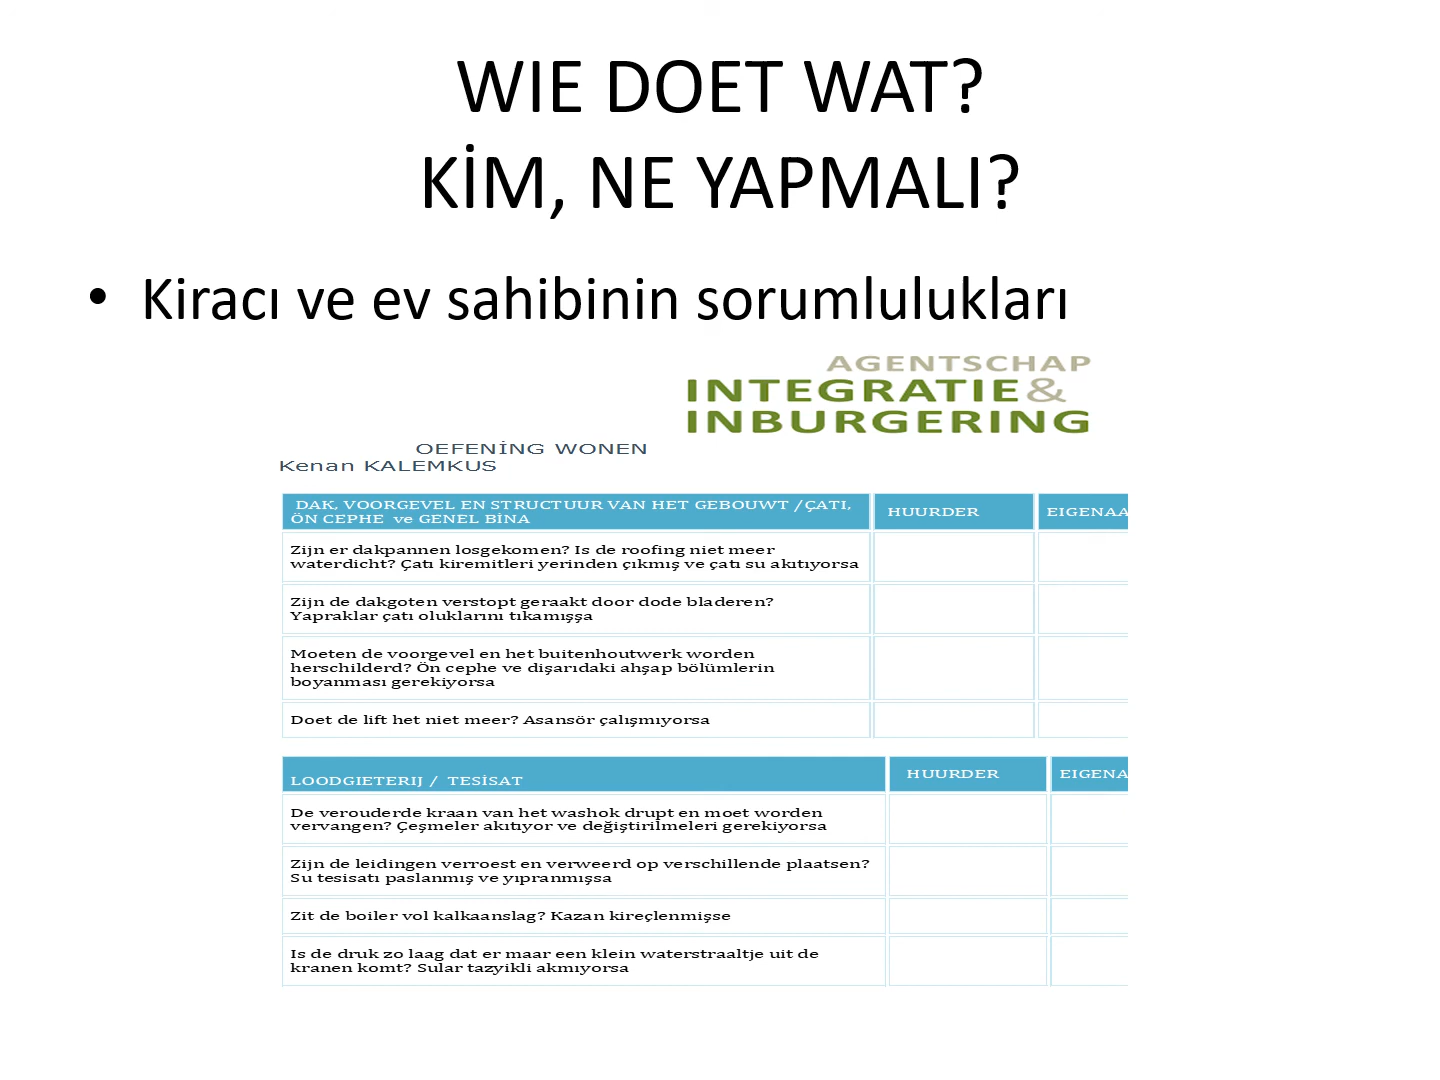 WIE DOET WAT?
KİM, NE YAPMALI?
• Kiracı ve ev sahibinin sorumlulukları
AGENTSCHAP
INTEGRATIE&
INBURGERING
OEFENİNG WONEN
Kenan KALEMKUS
DAK, VOORGEVEL EN STRUCTUUR VAN HET GEBOUWT /ÇATI,
ÖN CEPHE ve GENEL BİNA
HUURDER
EIGENAA
Zijn er dakpannen losgekomen? Is de roofing niet meer
waterdicht? Çatı kiremitleri yerinden çıkmış ve çatı su akıtıyorsa
Zijn de dakgoten verstopt geraakt door dode bladeren?
Yapraklar çatı oluklarını tıkamışşa
Moeten de voorgevel en het buitenhoutwerk worden
herschilderd? Ön cephe ve dişarıdaki ahşap bölümlerin
boyanması gerekiyorsa
Doet de lift het niet meer? Asansör çalışmıyorsa
LOODGIETERIJ / TESİSAT
HUURDER
EIGENA
De verouderde kraan van het washok drupt en moet worden
vervangen? Çeşmeler akıtıyor ve değiştirilmeleri gerekiyorsa
Zijn de leidingen verroest en verweerd op verschillende plaatsen?
Su tesisatı paslanmış ve yıpranmışsa
Zit de boiler vol kalkaanslag? Kazan kireçlenmişse
Is de druk zo laag dat er maar een klein waterstraaltje uit de
kranen komt? Sular tazyikli akmıyorsa